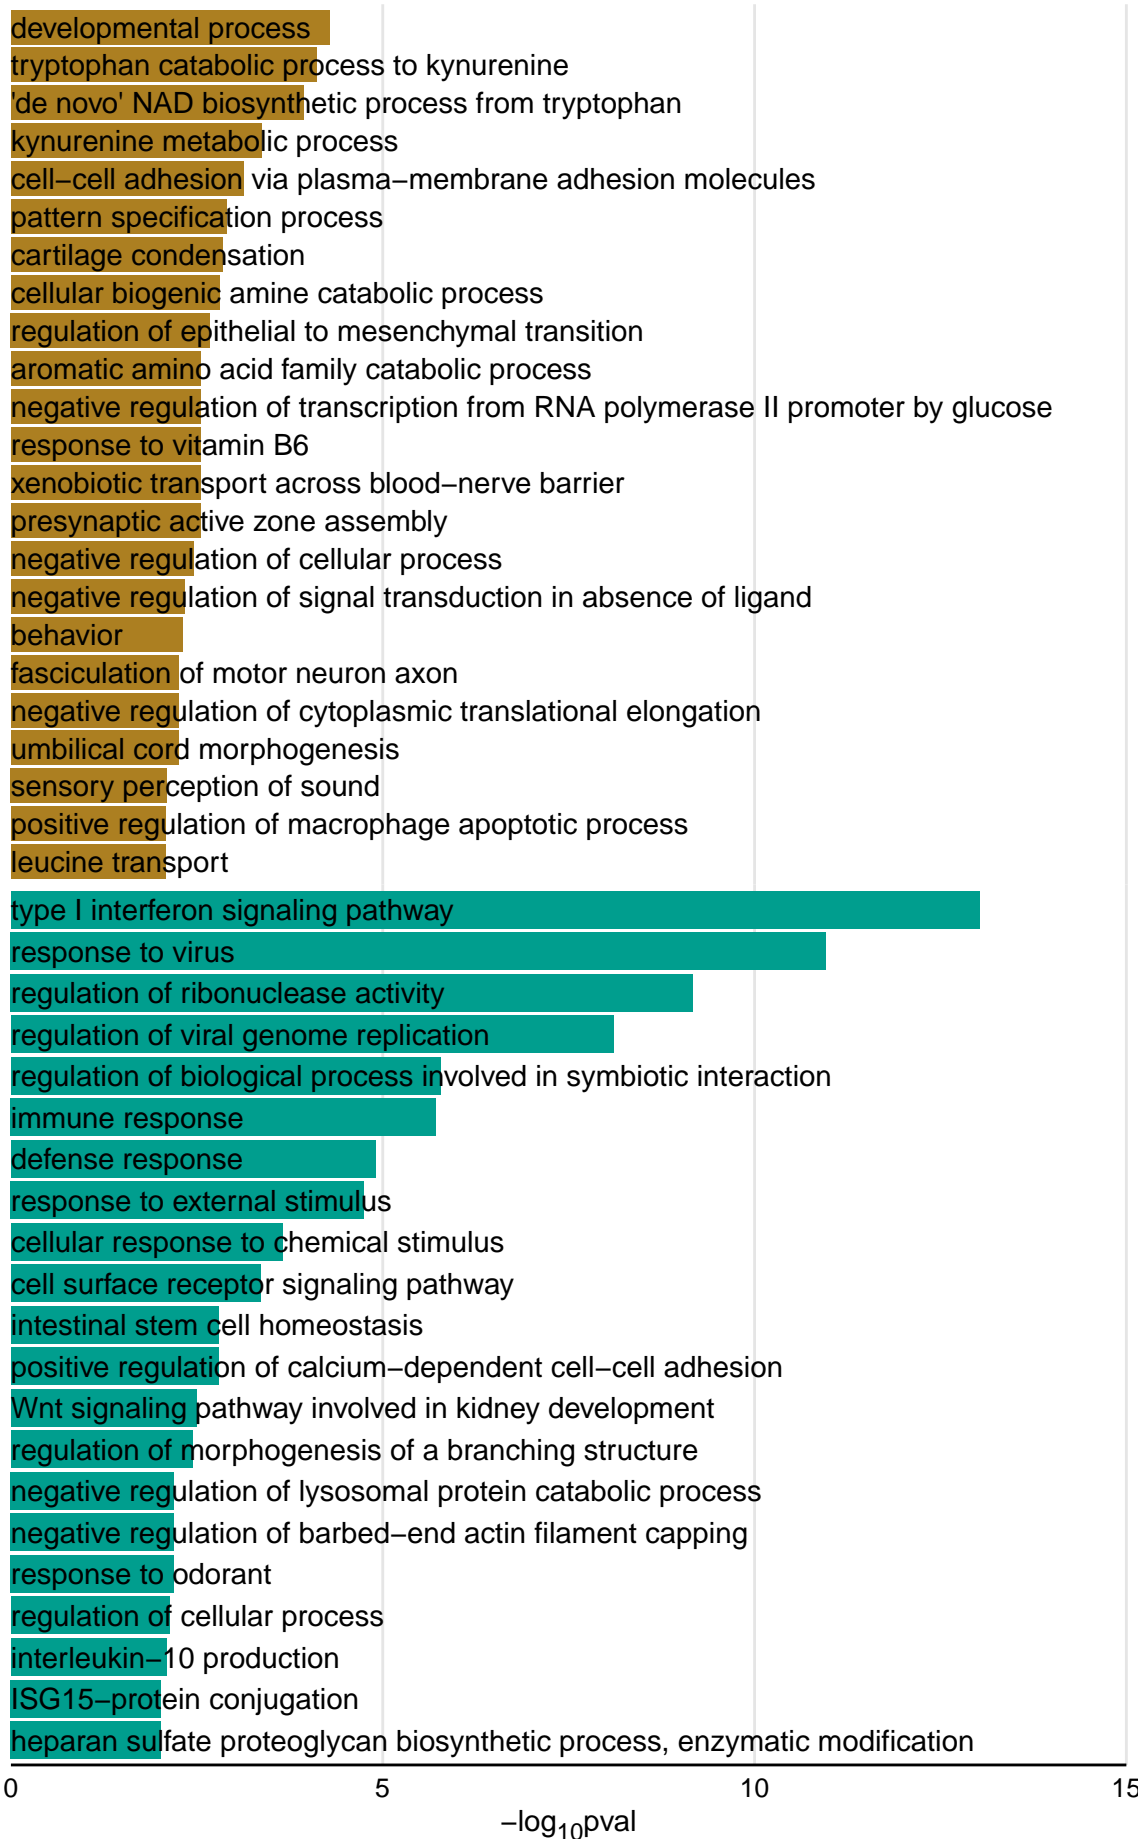 developmental process
tryptophan catabolic process to kynurenine
'de novo' NAD biosynthetic process from tryptophan
kynurenine metabolic process
cell−cell adhesion via plasma−membrane adhesion molecules
pattern specification process
cartilage condensation
cellular biogenic amine catabolic process
regulation of epithelial to mesenchymal transition
aromatic amino acid family catabolic process
negative regulation of transcription from RNA polymerase II promoter by glucose
response to vitamin B6
xenobiotic transport across blood−nerve barrier
presynaptic active zone assembly
negative regulation of cellular process
negative regulation of signal transduction in absence of ligand
behavior
fasciculation of motor neuron axon
negative regulation of cytoplasmic translational elongation
umbilical cord morphogenesis
sensory perception of sound
positive regulation of macrophage apoptotic process
leucine transport
type I interferon signaling pathway
response to virus
regulation of ribonuclease activity
regulation of viral genome replication
regulation of biological process involved in symbiotic interaction
immune response
defense response
response to external stimulus
cellular response to chemical stimulus
cell surface receptor signaling pathway
intestinal stem cell homeostasis
positive regulation of calcium−dependent cell−cell adhesion
Wnt signaling pathway involved in kidney development
regulation of morphogenesis of a branching structure
negative regulation of lysosomal protein catabolic process
negative regulation of barbed−end actin filament capping
response to odorant
regulation of cellular process
interleukin−10 production
ISG15−protein conjugation
heparan sulfate proteoglycan biosynthetic process, enzymatic modification
0 5 10 15
−log₁₀pval